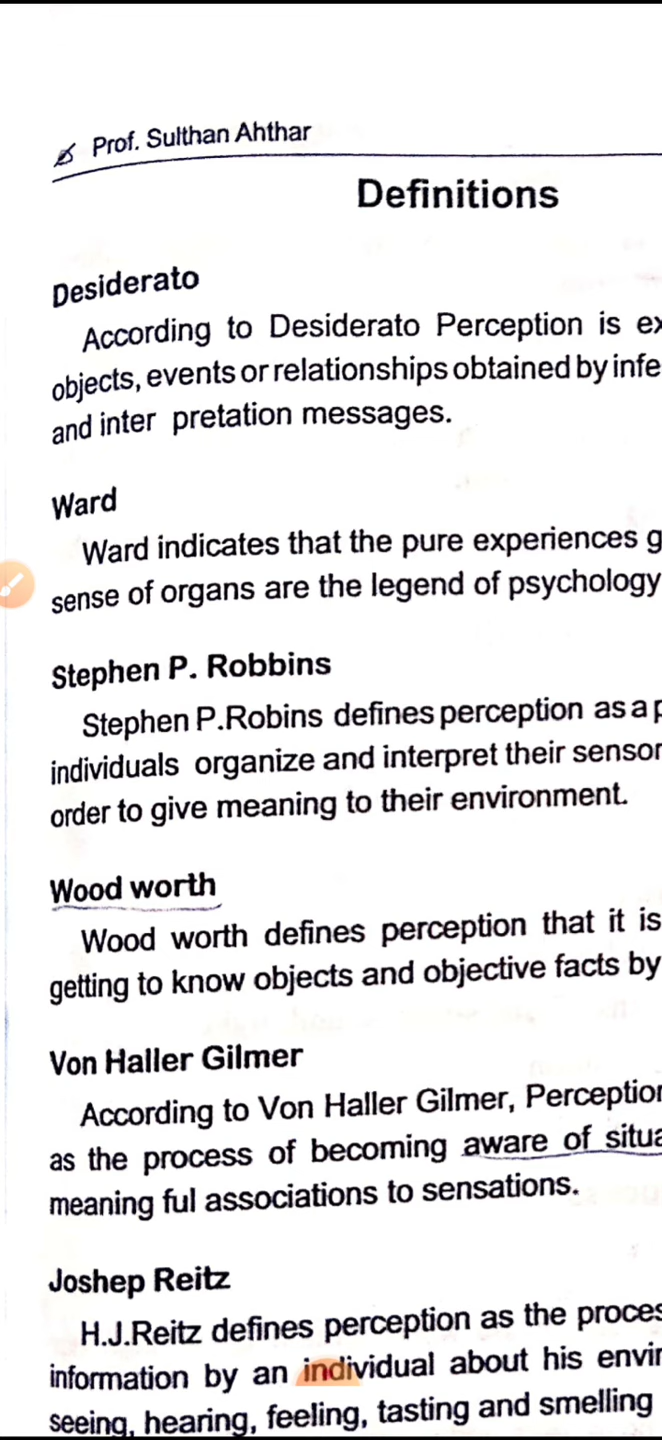 Prof. Sulthan Ahthar
Definitions
Desiderato
According to Desiderato Perception is
objects, events or relationships obtained by
and inter pretation messages.
Ward
Ward indicates that the pure experiences
sense of organs are the legend of psychology
Stephen P. Robbins
Stephen P.Robins defines perception as a
individuals organize and interpret their
order to give meaning to their environment.
Wood worth
Wood worth defines perception that it is
getting to know objects and objective facts by
Von Haller Gilmer
According to Von Haller Gilmer,
as the process of becoming aware of
meaning ful associations to sensations.
Joshep Reitz
H.J.Reitz defines perception as the
information by an individual about his
seeing, hearing, feeling, tasting and smelling